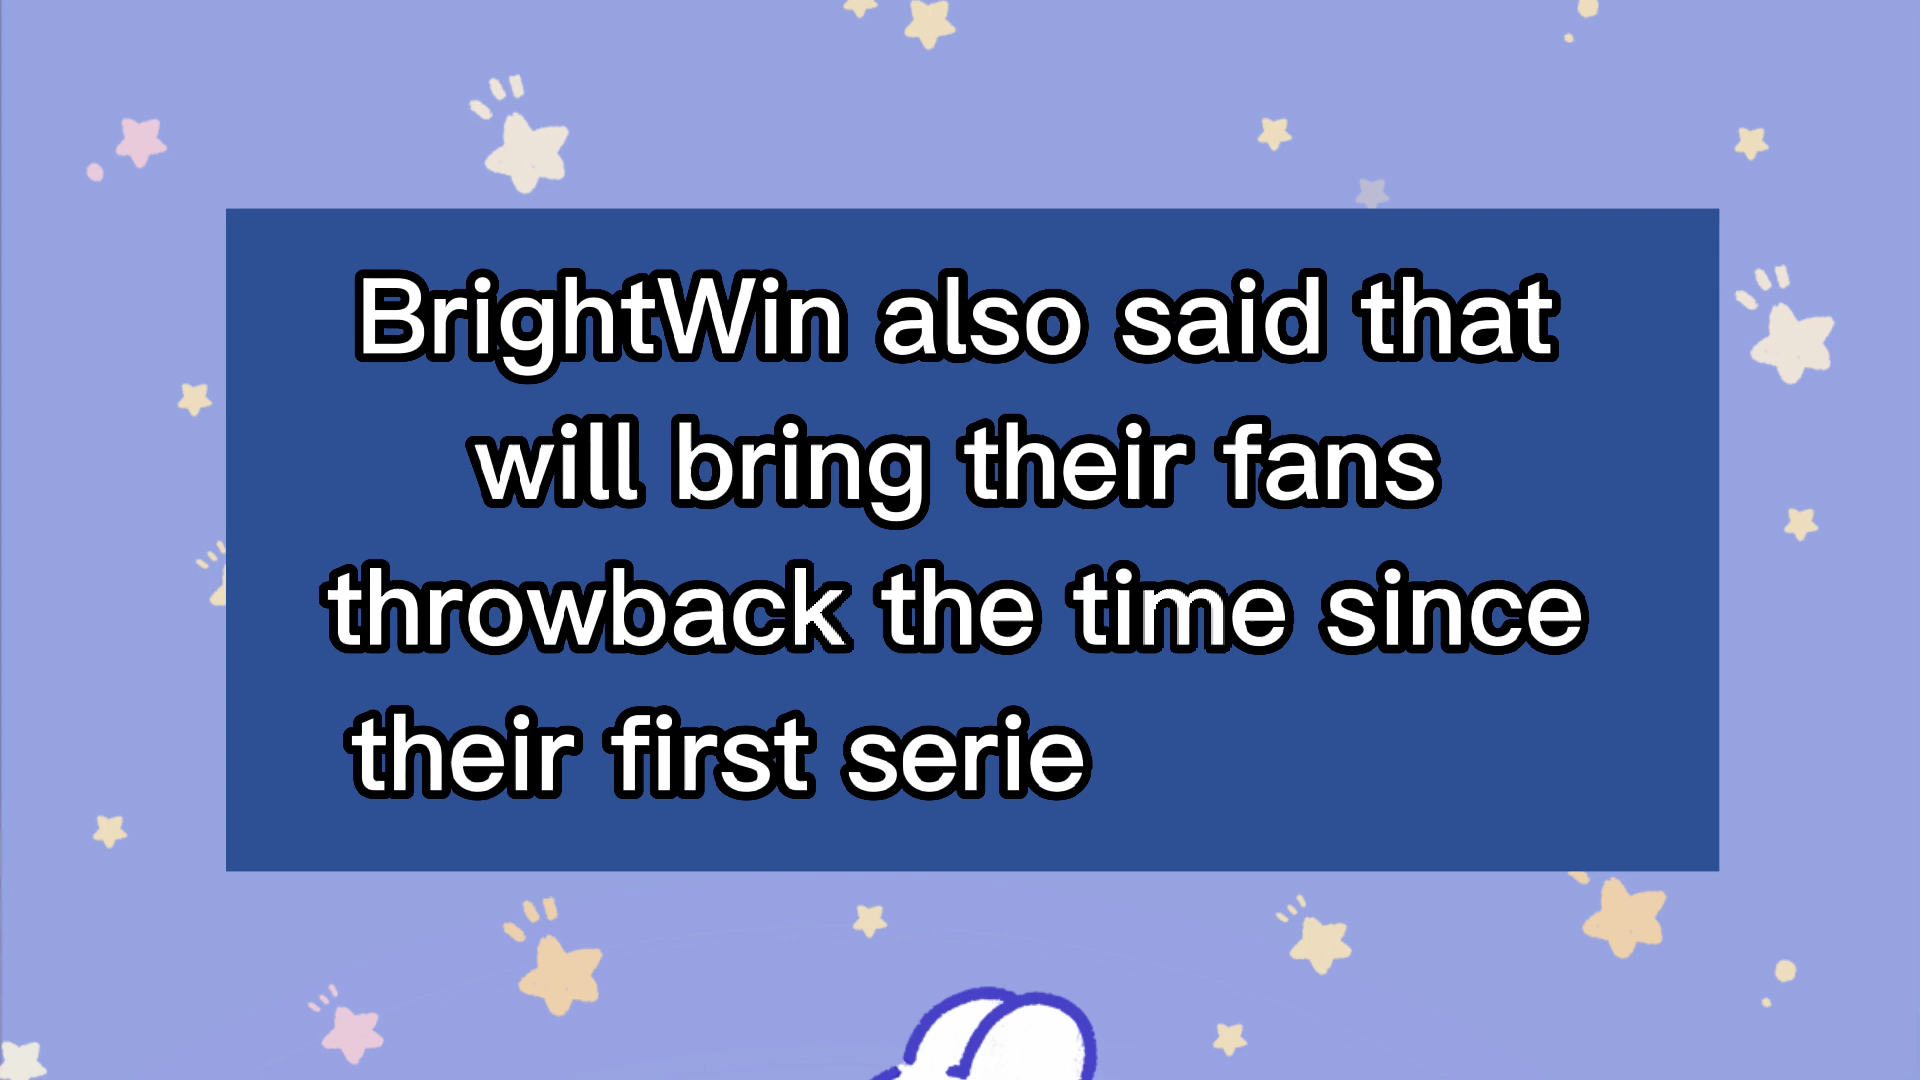 BrightWin also said that
will bring their fans
throwback the time since
their first serie